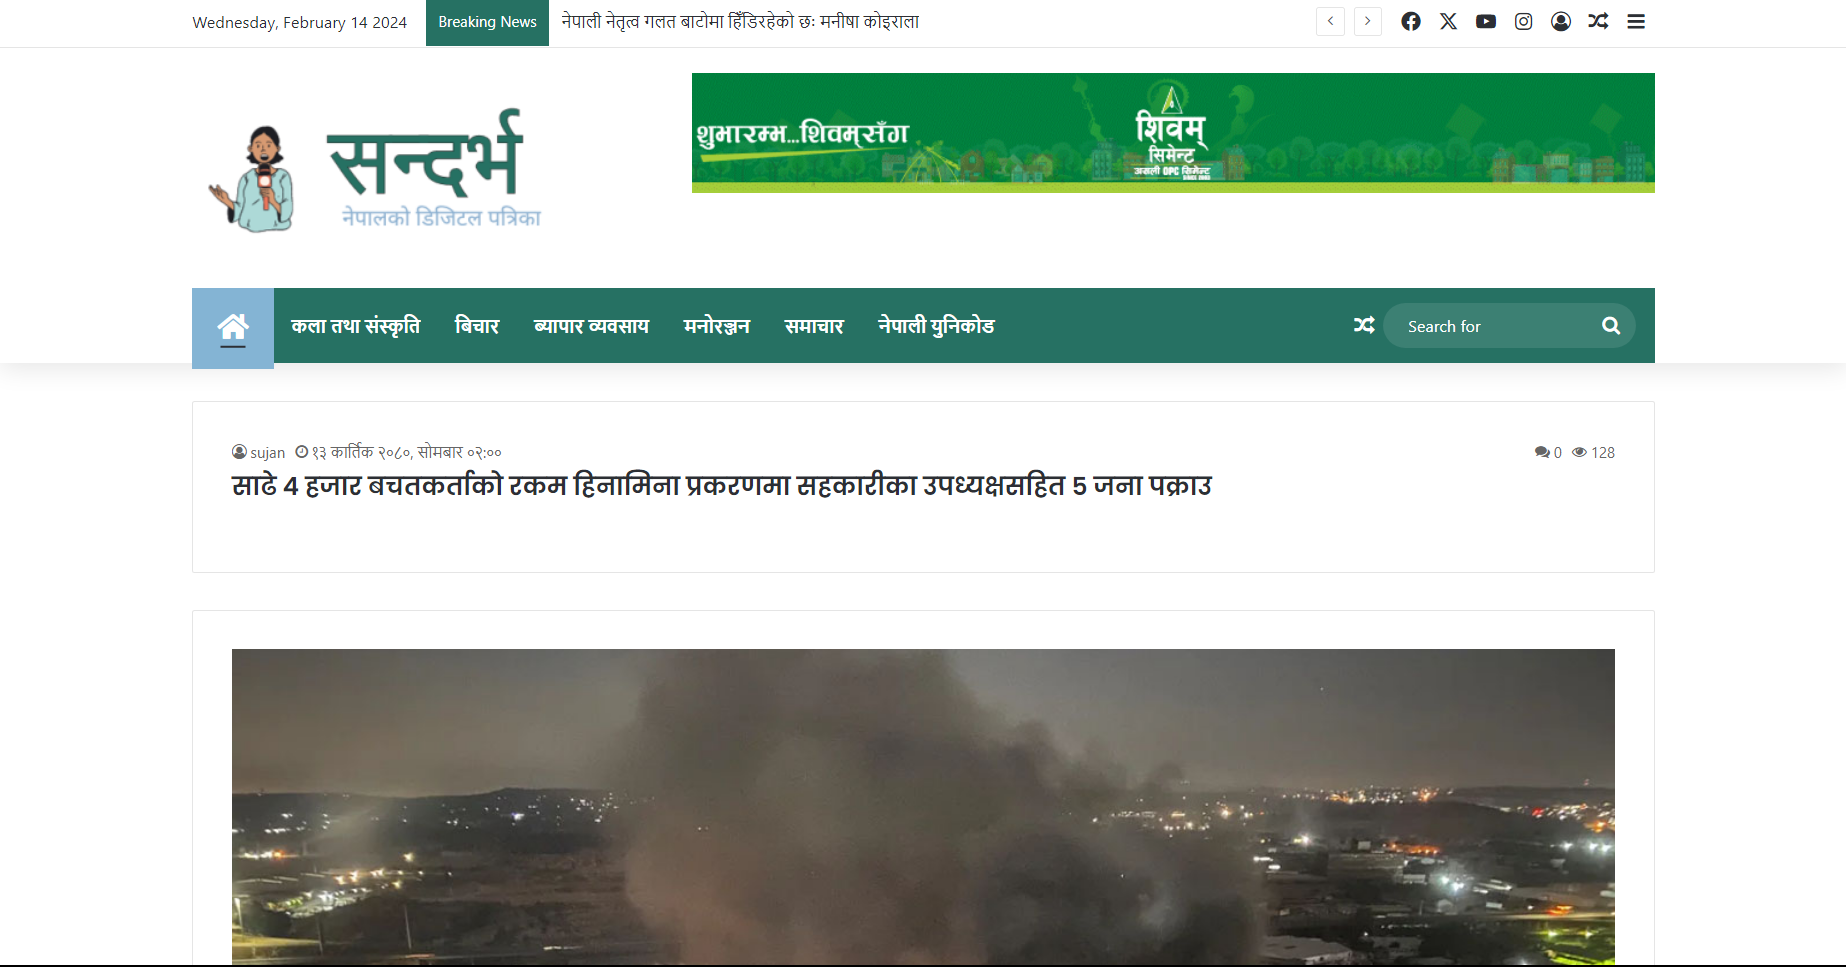 Wednesday, February 14 2024
Breaking News
नेपाली नेतृत्व गलत बाटोमा हिँडिरहेको छः मनीषा कोइराला
सन्दर्भ
नेपालको डिजिटल पत्रिका
शुभारम्भ...शिवम्सँग
शिवम्
सिमेन्ट
असली OPC सिमेन्ट
कला तथा संस्कृति
बिचार
ब्यापार व्यवसाय
मनोरञ्जन
समाचार
नेपाली युनिकोड
Search for
sujan १३ कार्तिक २०८०, सोमबार ०२:००
0 128
साढे 4 हजार बचतकर्ताको रकम हिनामिना प्रकरणमा सहकारीका उपध्यक्षसहित 5 जना पक्राउ